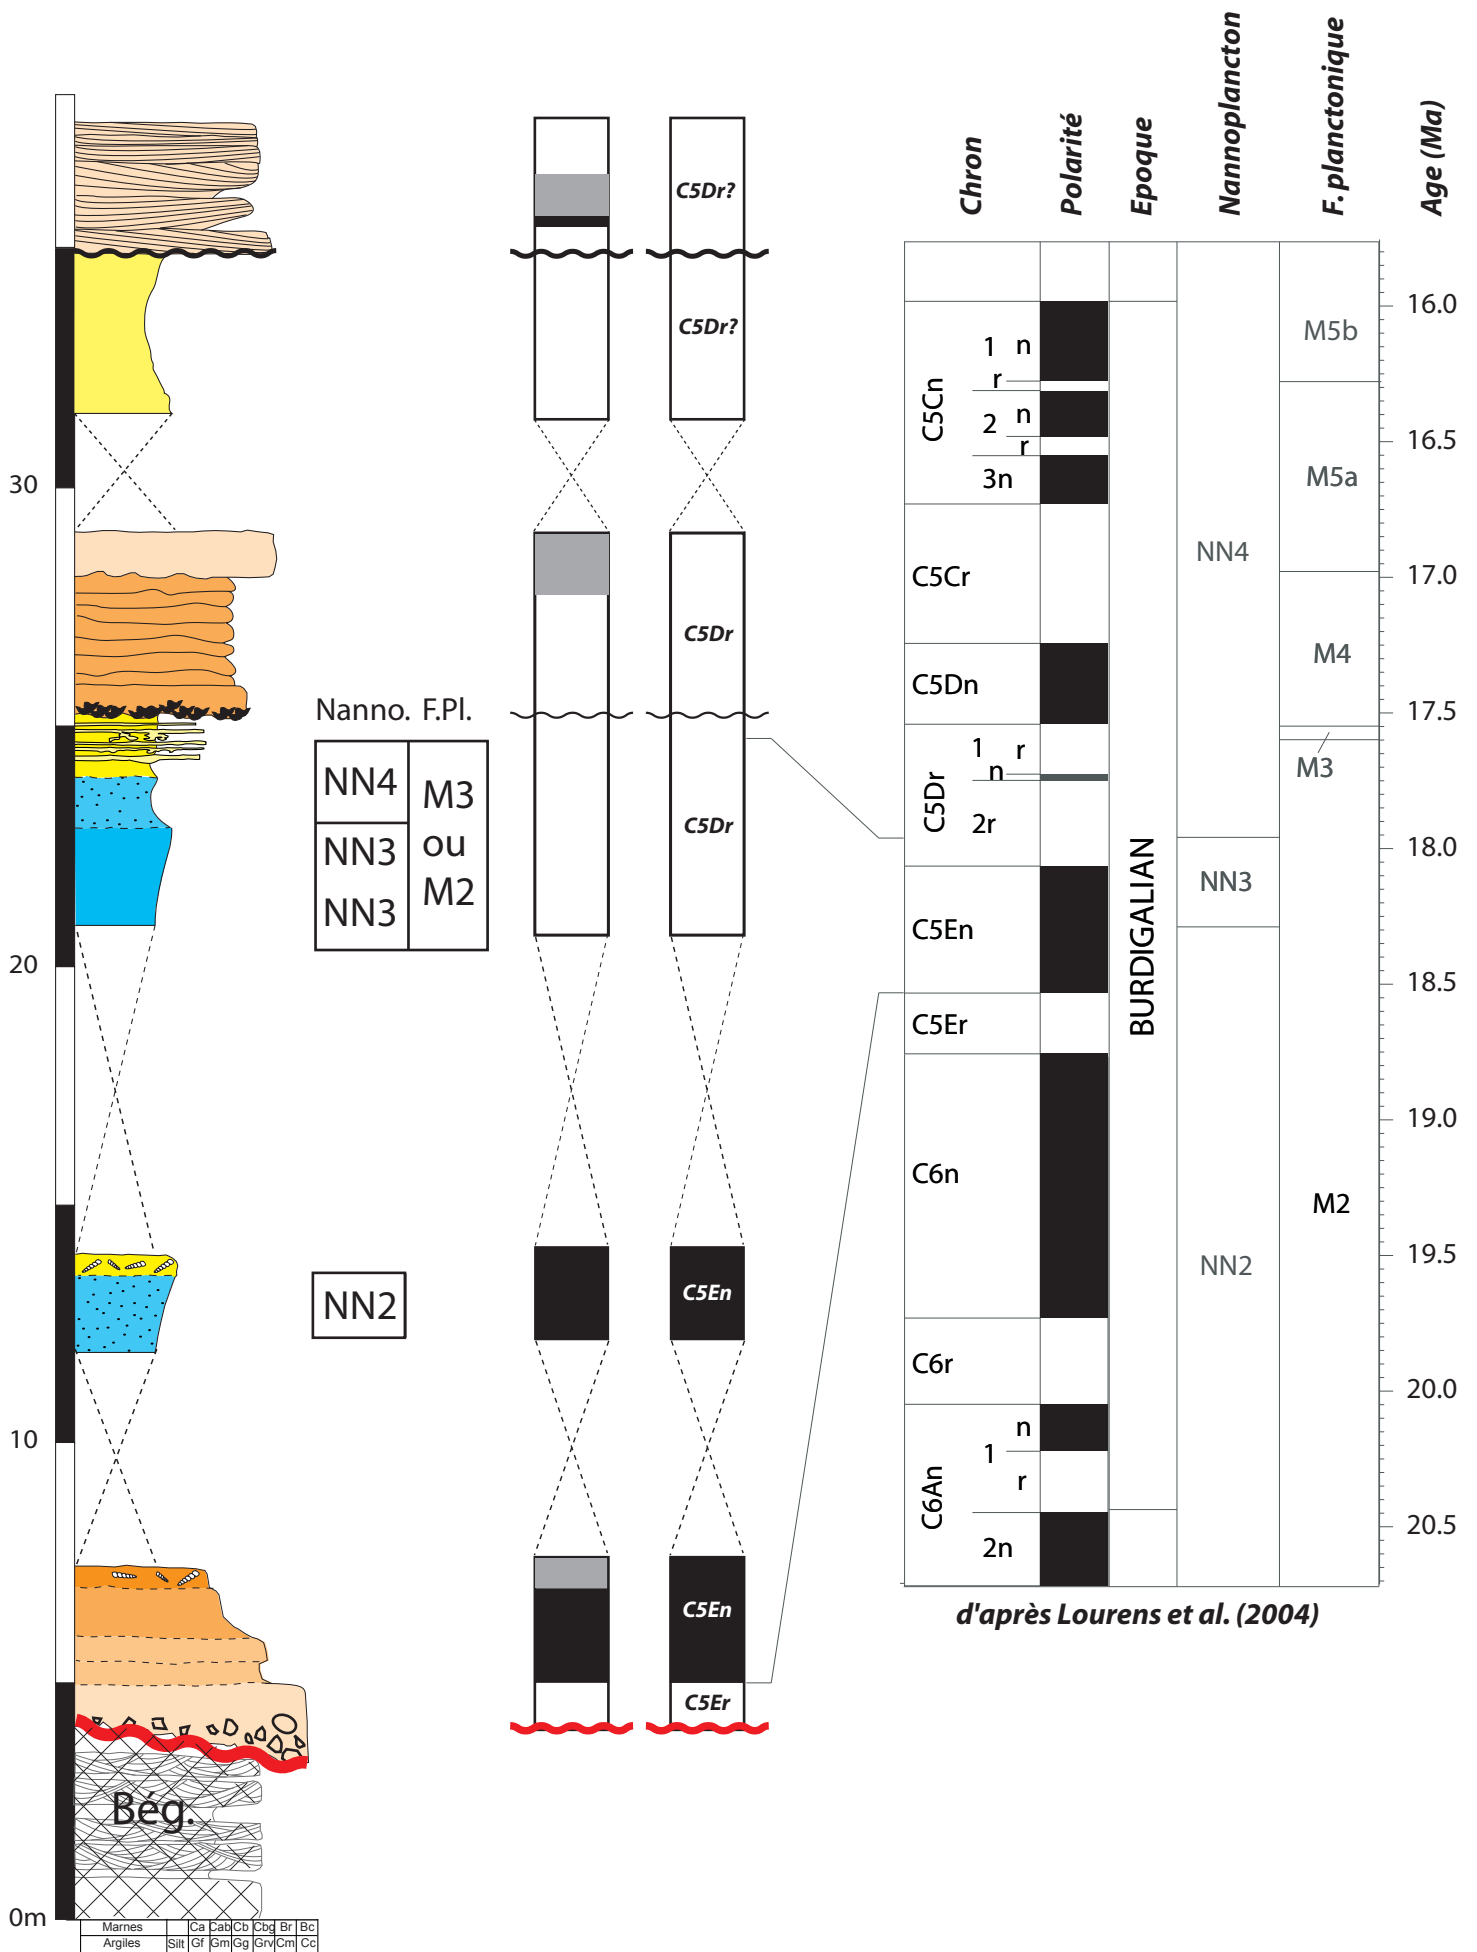 Chron
Polarité
Epoque
Nannoplancton
F. planctonique
Age (Ma)
30
20
10
0m
Bég.
Marnes Ca Cab Cb Cbg Br Bc
Argiles Silt Gf Gm Gg Grv Cm Cc
Nanno. F.Pl.
NN4
NN3
NN3
M3
ou
M2
NN2
C5Dr?
C5Dr?
C5Dr
C5Dr
C5En
C5En
C5Er
C5Cn
1 n
r
2 n
r
3n
C5Cr
C5Dn
C5Dr
1 r
n
2r
C5En
C5Er
C6n
C6r
C6An
n
1
r
2n
BURDIGALIAN
NN4
NN3
NN2
M5b
M5a
M4
M3
M2
16.0
16.5
17.0
17.5
18.0
18.5
19.0
19.5
20.0
20.5
d'après Lourens et al. (2004)